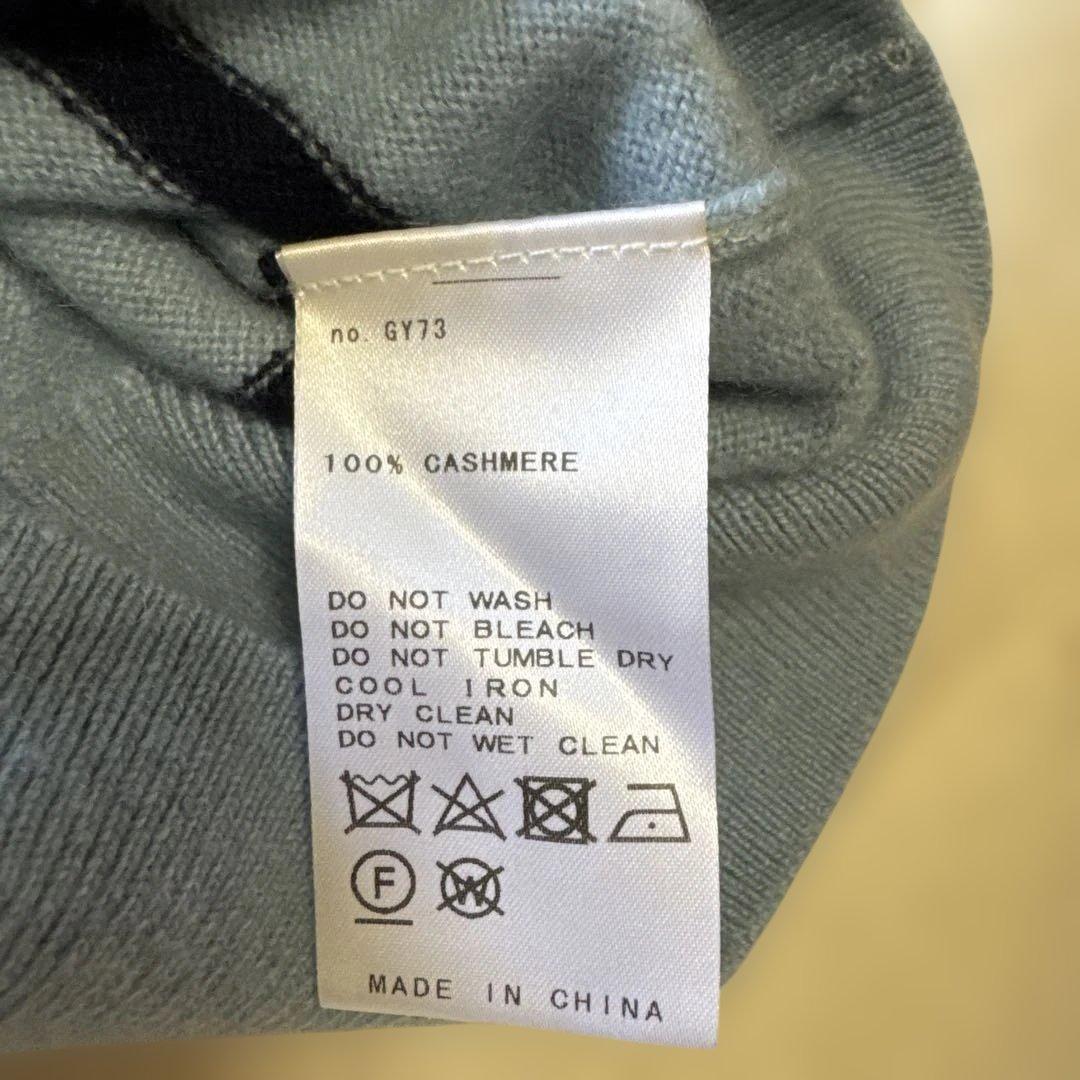 no. GY73
100% CASHMERE
DO NOT WASH
DO NOT BLEACH
DO NOT TUMBLE DRY
COOL IRON
DRY CLEAN
DO NOT WET CLEAN
F W
MADE IN CHINA